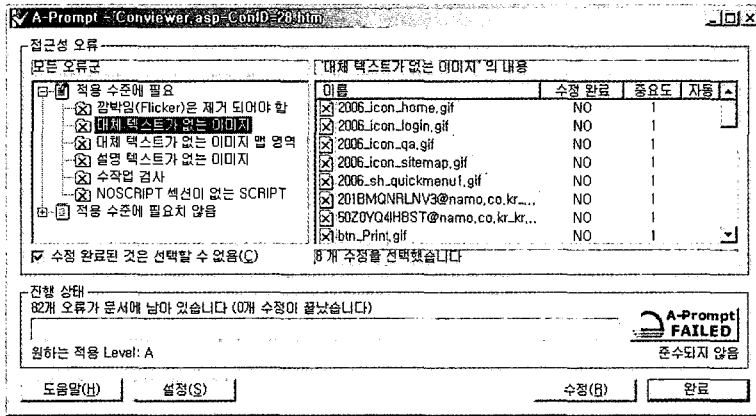 A-Prompt - Conviewer,asp-ConID-28.htm
접근성 오류
모든 오류군
적용 수준에 필요
깜박임(Flicker)은 제거 되어야 함
대체 텍스트가 없는 이미지
대체 텍스트가 없는 이미지 맵 영역
설명 텍스트가 없는 이미지
수작업 검사
NOSCRIPT 섹션이 없는 SCRIPT
적용 수준에 필요치 않음
수정 완료된 것은 선택할 수 없음(C)
'대체 텍스트가 없는 이미지' 의 내용
이름 수정 완료 중요도 자동
2006_icon_home.gif NO 1
2006_icon_login.gif NO 1
2006_icon_qa.gif NO 1
2006_icon_sitemap.gif NO 1
2006_sh_quickmenu1.gif NO 1
201BMQNRLNV3@namo,co,kr_... NO 1
50Z0YQ4IHBST@namo,co,kr_kr... NO 1
btn_Print.gif NO 1
8 개 수정을 선택했습니다
진행 상태
82개 오류가 문서에 남아 있습니다 (0개 수정이 끝났습니다)
A-Prompt
FAILED
원하는 적용 Level: A
준수되지 않음
도움말(H) 설정(S) 수정(R) 완료